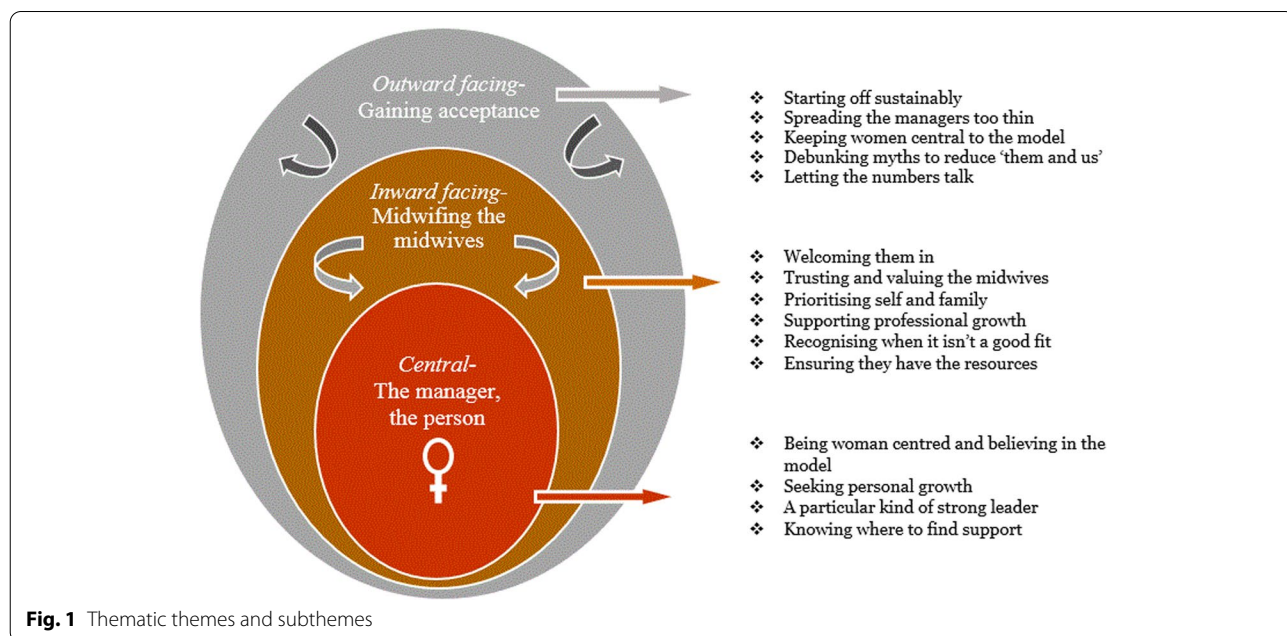 Outward facing-
Gaining acceptance
❖ Starting off sustainably
❖ Spreading the managers too thin
❖ Keeping women central to the model
❖ Debunking myths to reduce ‘them and us’
❖ Letting the numbers talk
Inward facing-
Midwifing the
midwives
❖ Welcoming them in
❖ Trusting and valuing the midwives
❖ Prioritising self and family
❖ Supporting professional growth
❖ Recognising when it isn’t a good fit
❖ Ensuring they have the resources
Central-
The manager,
the person
❖ Being woman centred and believing in the
model
❖ Seeking personal growth
❖ A particular kind of strong leader
❖ Knowing where to find support
Fig. 1 Thematic themes and subthemes